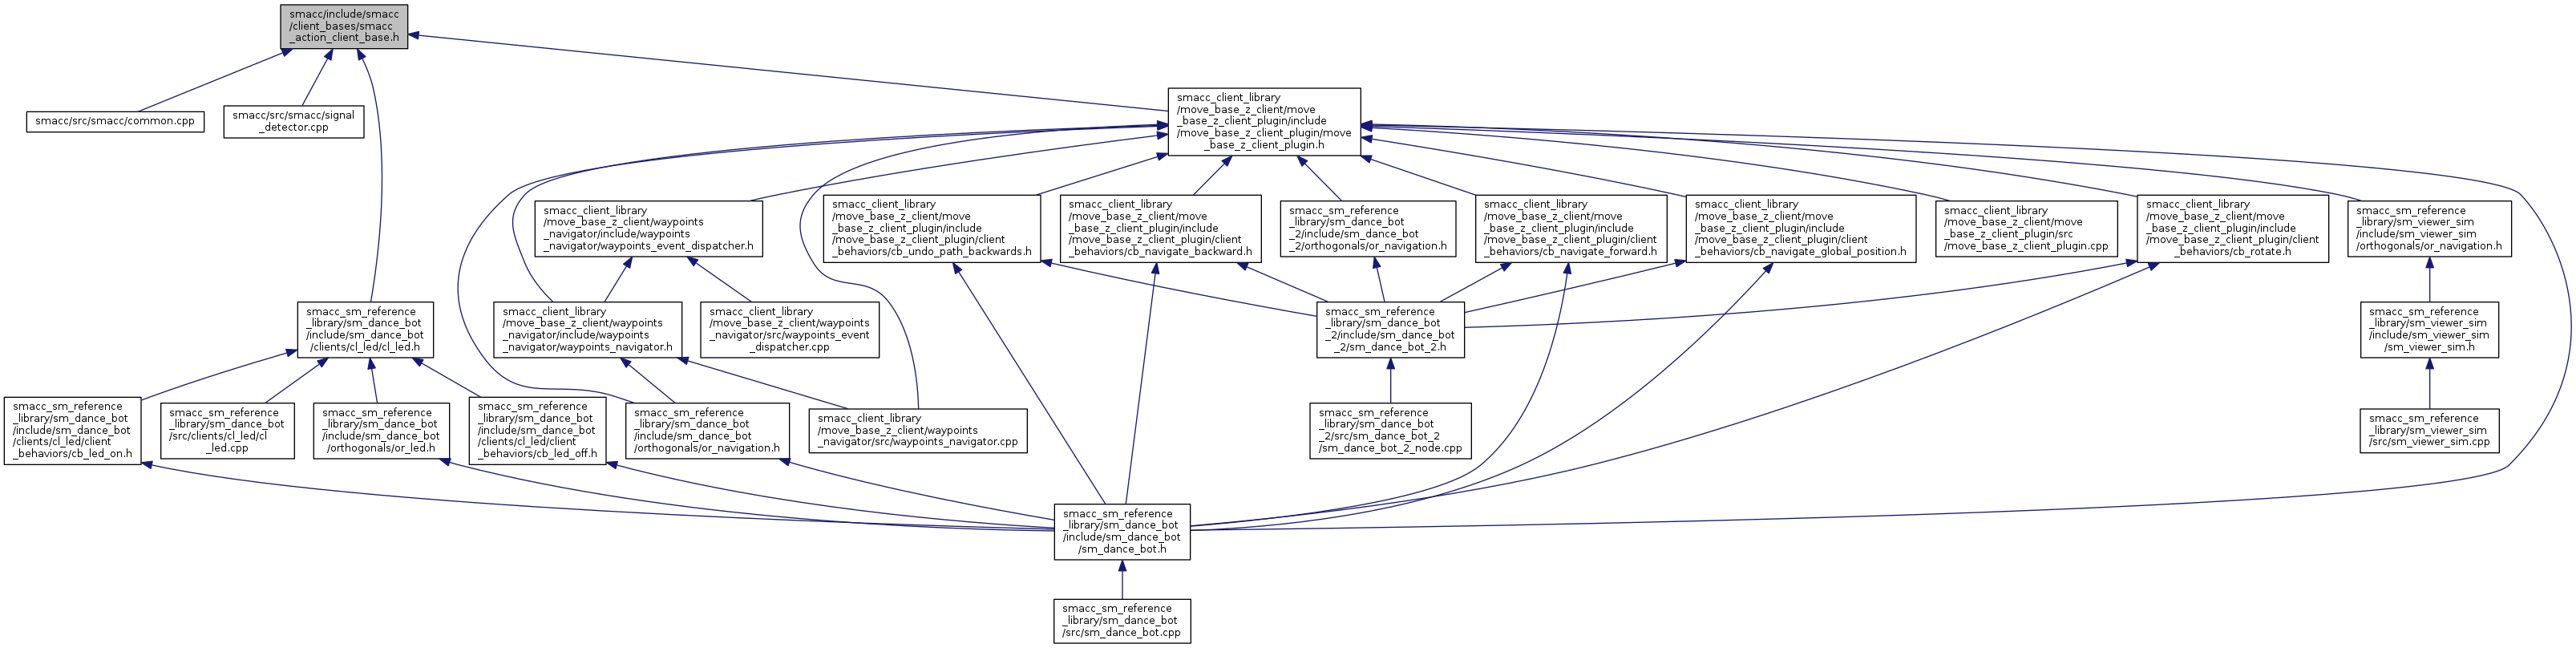 smacc/include/smacc
/client_bases/smacc
_action_client_base.h
smacc/src/smacc/common.cpp
smacc/src/smacc/signal
_detector.cpp
smacc_client_library
/move_base_z_client/move
_base_z_client_plugin/include
/move_base_z_client_plugin/move
_base_z_client_plugin.h
smacc_client_library
/move_base_z_client/waypoints
_navigator/include/waypoints
_navigator/waypoints_event_dispatcher.h
smacc_client_library
/move_base_z_client/move
_base_z_client_plugin/include
/move_base_z_client_plugin/client
_behaviors/cb_undo_path_backwards.h
smacc_client_library
/move_base_z_client/move
_base_z_client_plugin/include
/move_base_z_client_plugin/client
_behaviors/cb_navigate_backward.h
smacc_sm_reference
_library/sm_dance_bot
_2/include/sm_dance_bot
_2/orthogonals/or_navigation.h
smacc_client_library
/move_base_z_client/move
_base_z_client_plugin/include
/move_base_z_client_plugin/client
_behaviors/cb_navigate_forward.h
smacc_client_library
/move_base_z_client/move
_base_z_client_plugin/include
/move_base_z_client_plugin/client
_behaviors/cb_navigate_global_position.h
smacc_client_library
/move_base_z_client/move
_base_z_client_plugin/src
/move_base_z_client_plugin.cpp
smacc_client_library
/move_base_z_client/move
_base_z_client_plugin/include
/move_base_z_client_plugin/client
_behaviors/cb_rotate.h
smacc_sm_reference
_library/sm_viewer_sim
/include/sm_viewer_sim
/orthogonals/or_navigation.h
smacc_sm_reference
_library/sm_dance_bot
/include/sm_dance_bot
/clients/cl_led/cl_led.h
smacc_client_library
/move_base_z_client/waypoints
_navigator/include/waypoints
_navigator/waypoints_navigator.h
smacc_client_library
/move_base_z_client/waypoints
_navigator/src/waypoints_event
_dispatcher.cpp
smacc_sm_reference
_library/sm_dance_bot
_2/include/sm_dance_bot
_2/sm_dance_bot_2.h
smacc_sm_reference
_library/sm_viewer_sim
/include/sm_viewer_sim
/sm_viewer_sim.h
smacc_sm_reference
_library/sm_dance_bot
/include/sm_dance_bot
/clients/cl_led/client
_behaviors/cb_led_on.h
smacc_sm_reference
_library/sm_dance_bot
/src/clients/cl_led/cl
_led.cpp
smacc_sm_reference
_library/sm_dance_bot
/include/sm_dance_bot
/orthogonals/or_led.h
smacc_sm_reference
_library/sm_dance_bot
/include/sm_dance_bot
/clients/cl_led/client
_behaviors/cb_led_off.h
smacc_sm_reference
_library/sm_dance_bot
/include/sm_dance_bot
/orthogonals/or_navigation.h
smacc_client_library
/move_base_z_client/waypoints
_navigator/src/waypoints_navigator.cpp
smacc_sm_reference
_library/sm_dance_bot
_2/src/sm_dance_bot_2
/sm_dance_bot_2_node.cpp
smacc_sm_reference
_library/sm_viewer_sim
/src/sm_viewer_sim.cpp
smacc_sm_reference
_library/sm_dance_bot
/include/sm_dance_bot
/sm_dance_bot.h
smacc_sm_reference
_library/sm_dance_bot
/src/sm_dance_bot.cpp